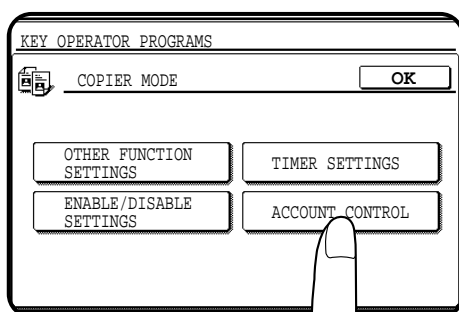 KEY OPERATOR PROGRAMS
COPIER MODE
OK
OTHER FUNCTION
SETTINGS
TIMER SETTINGS
ENABLE/DISABLE
SETTINGS
ACCOUNT CONTROL